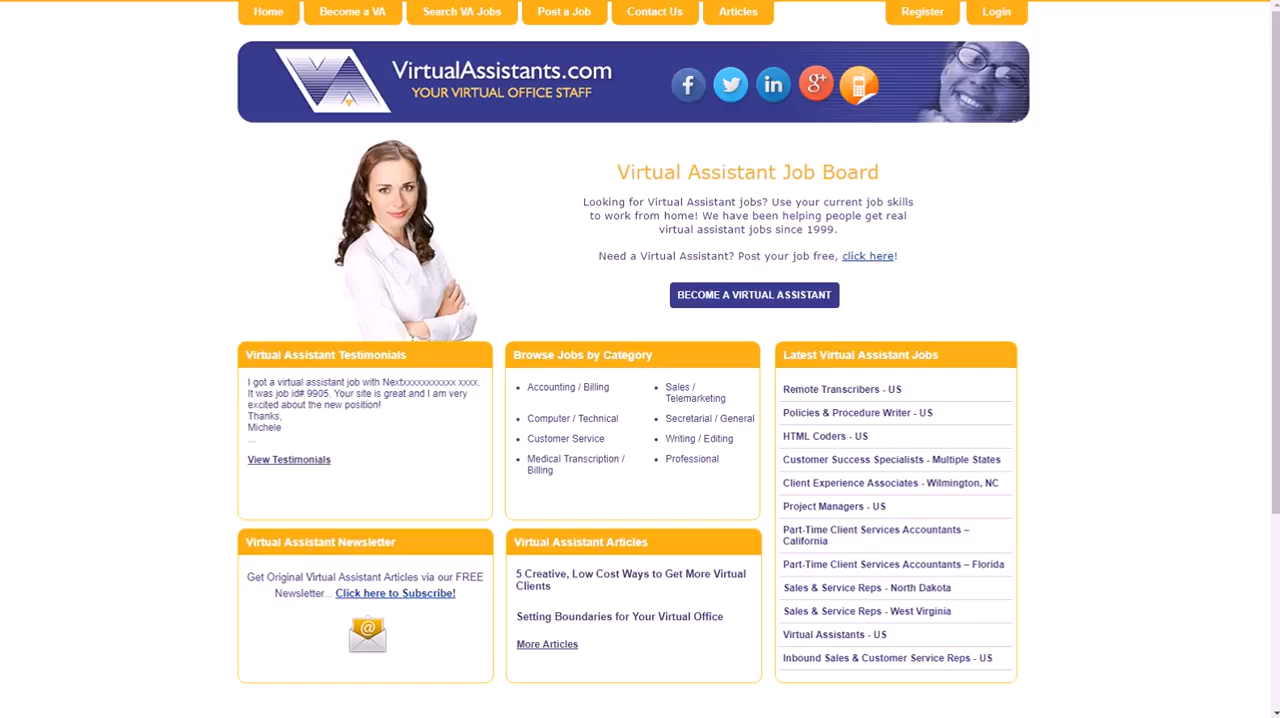 Home
Become a VA
Search VA Jobs
Post a Job
Contact Us
Articles
Register
Login
VA
VirtualAssistants.com
YOUR VIRTUAL OFFICE STAFF
f
in
g+
Virtual Assistant Job Board
Looking for Virtual Assistant jobs? Use your current job skills
to work from home! We have been helping people get real
virtual assistant jobs since 1999.
Need a Virtual Assistant? Post your job free, click here!
BECOME A VIRTUAL ASSISTANT
Virtual Assistant Testimonials
I got a virtual assistant job with Nextxxxxxxxxxxx xxxx.
It was job id# 9905. Your site is great and I am very
excited about the new position!
Thanks,
Michele
...
View Testimonials
Browse Jobs by Category
Accounting / Billing
Sales /
Telemarketing
Computer / Technical
Secretarial / General
Customer Service
Writing / Editing
Medical Transcription /
Billing
Professional
Latest Virtual Assistant Jobs
Remote Transcribers - US
Policies & Procedure Writer - US
HTML Coders - US
Customer Success Specialists - Multiple States
Client Experience Associates - Wilmington, NC
Project Managers - US
Part-Time Client Services Accountants –
California
Part-Time Client Services Accountants – Florida
Sales & Service Reps - North Dakota
Sales & Service Reps - West Virginia
Virtual Assistants - US
Inbound Sales & Customer Service Reps - US
Virtual Assistant Newsletter
Get Original Virtual Assistant Articles via our FREE
Newsletter... Click here to Subscribe!
@
Virtual Assistant Articles
5 Creative, Low Cost Ways to Get More Virtual
Clients
Setting Boundaries for Your Virtual Office
More Articles